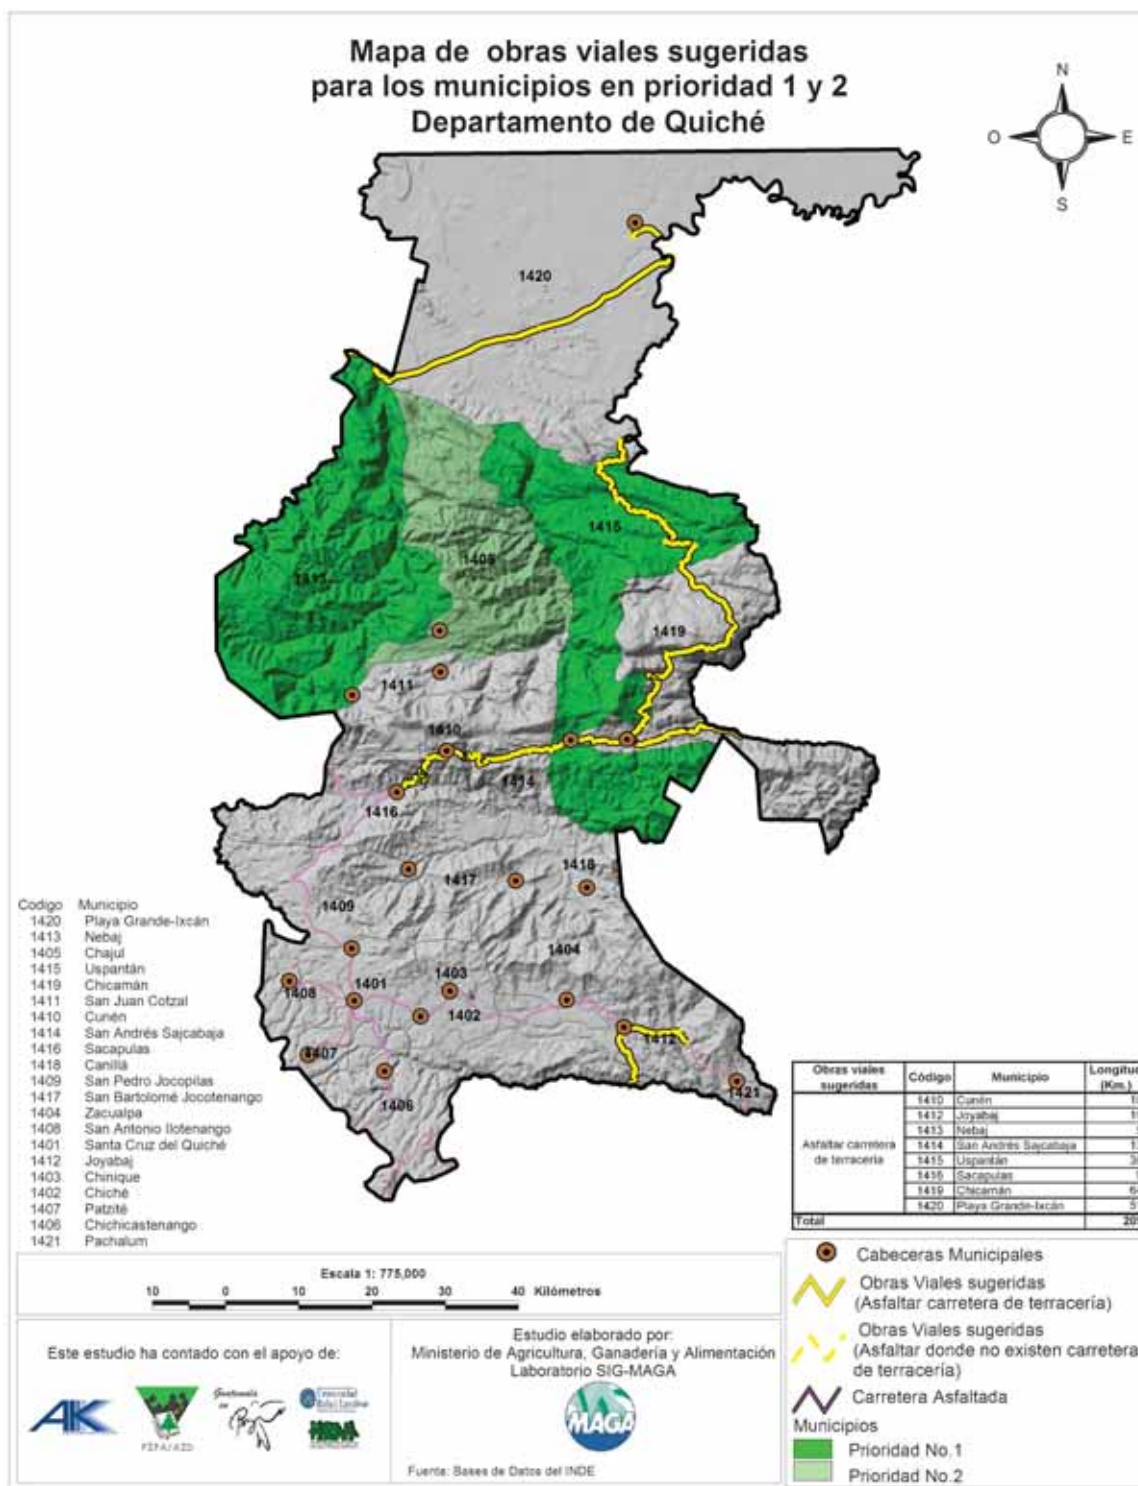 Mapa de obras viales sugeridas
para los municipios en prioridad 1 y 2
Departamento de Quiché
N
O
E
S
1420
1415
1405
1419
1411
1410
1414
1416
1418
1417
1409
1404
1403
1401
1408
1402
1412
1407
1406
1421
Codigo Municipio
1420 Playa Grande-Ixcán
1413 Nebaj
1405 Chajul
1415 Uspantán
1419 Chicamán
1411 San Juan Cotzal
1410 Cunén
1414 San Andrés Sajcabaja
1416 Sacapulas
1418 Canillá
1409 San Pedro Jocopilas
1417 San Bartolomé Jocotenango
1404 Zacualpa
1408 San Antonio Ilotenango
1401 Santa Cruz del Quiché
1412 Joyabaj
1403 Chinique
1402 Chiché
1407 Patzité
1406 Chichicastenango
1421 Pachalum
Obras viales sugeridas Código Municipio Longitud (Km.)
Asfaltar carretera de terracería
1410 Cunén
1412 Joyabaj
1413 Nebaj
1414 San Andrés Sajcabaja
1415 Uspantán
1416 Sacapulas
1419 Chicamán
1420 Playa Grande-Ixcán
Total
Escala 1: 775,000
10 0 10 20 30 40 Kilómetros
Este estudio ha contado con el apoyo de:
AK
Guatemala
Universidad
Estudio elaborado por:
Ministerio de Agricultura, Ganadería y Alimentación
Laboratorio SIG-MAGA
MAGA
Fuente: Bases de Datos del INDE
Cabeceras Municipales
Obras Viales sugeridas
(Asfaltar carretera de terracería)
Obras Viales sugeridas
(Asfaltar donde no existen carretera
de terracería)
Carretera Asfaltada
Municipios
Prioridad No.1
Prioridad No.2